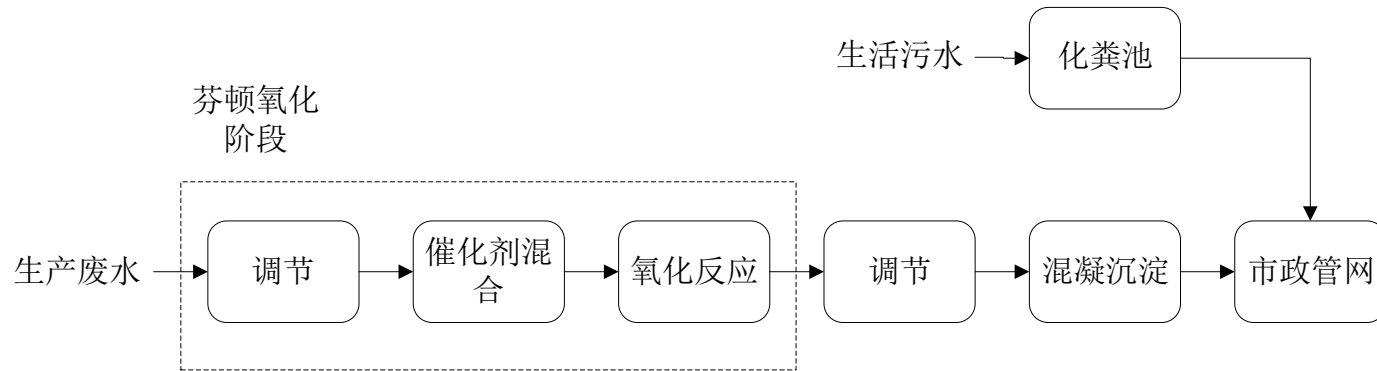 生活污水
化粪池
芬顿氧化
阶段
生产废水
调节
催化剂混
合
氧化反应
调节
混凝沉淀
市政管网